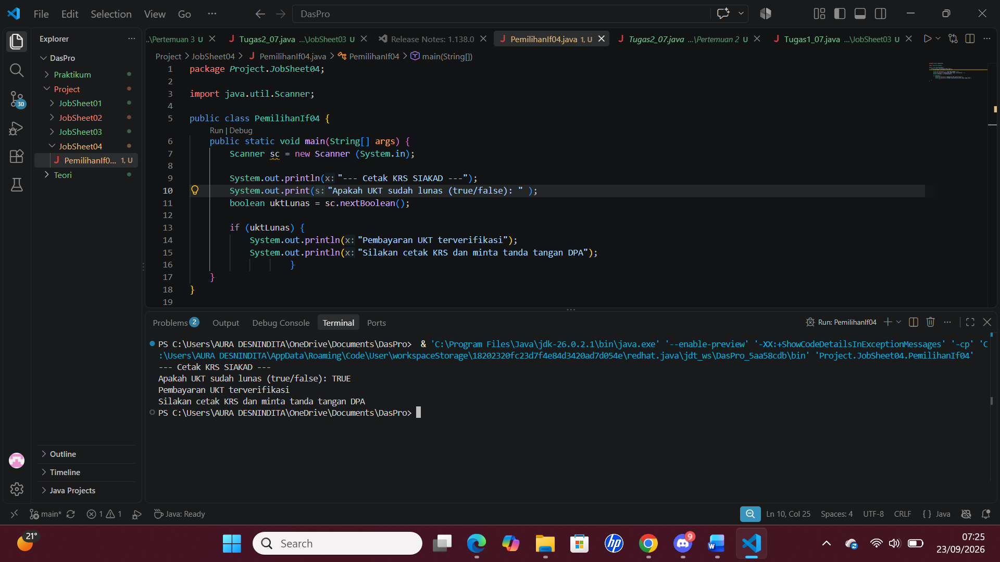 File Edit Selection View Go ··· DasPro
Explorer ···
DasPro
Praktikum
Project
JobSheet01
JobSheet02
JobSheet03
JobSheet04
PemilihanIf0... 1, U
Teori
30
Outline
Timeline
Java Projects
..\Pertemuan 3 U Tugas2_07.java ...\JobSheet03 U Release Notes: 1.138.0 PemilihanIf04.java 1, U Tugas2_07.java ...\Pertemuan 2 U Tugas1_07.java ...\JobSheet03 U
Project > JobSheet04 > PemilihanIf04.java > PemilihanIf04 > main(String[])
1 package Project.JobSheet04;
2
3 import java.util.Scanner;
4
5 public class PemilihanIf04 {
Run | Debug
6 public static void main(String[] args) {
7 Scanner sc = new Scanner (System.in);
8
9 System.out.println(x: "--- Cetak KRS SIAKAD ---");
10 System.out.print(s: "Apakah UKT sudah lunas (true/false): " );
11 boolean uktLunas = sc.nextBoolean();
12
13 if (uktLunas) {
14 System.out.println(x: "Pembayaran UKT terverifikasi");
15 System.out.println(x: "Silakan cetak KRS dan minta tanda tangan DPA");
16 }
17 }
18 }
19
Problems 2 Output Debug Console Terminal Ports Run: PemilihanIf04
PS C:\Users\AURA DESNINDITA\OneDrive\Documents\DasPro> & 'C:\Program Files\Java\jdk-26.0.2.1\bin\java.exe' '--enable-preview' '-XX:+ShowCodeDetailsInExceptionMessages' '-cp' 'C
:\Users\AURA DESNINDITA\AppData\Roaming\Code\User\workspaceStorage\18202320fc23d7f4e84d3420ad7d054e\redhat.java\jdt_ws\DasPro_5aa58cdb\bin' 'Project.JobSheet04.PemilihanIf04'
--- Cetak KRS SIAKAD ---
Apakah UKT sudah lunas (true/false): TRUE
Pembayaran UKT terverifikasi
Silakan cetak KRS dan minta tanda tangan DPA
PS C:\Users\AURA DESNINDITA\OneDrive\Documents\DasPro>
main* 1 1 Java: Ready Ln 10, Col 25 Spaces: 4 UTF-8 CRLF { } Java
21° Search 9 07:25
23/09/2026